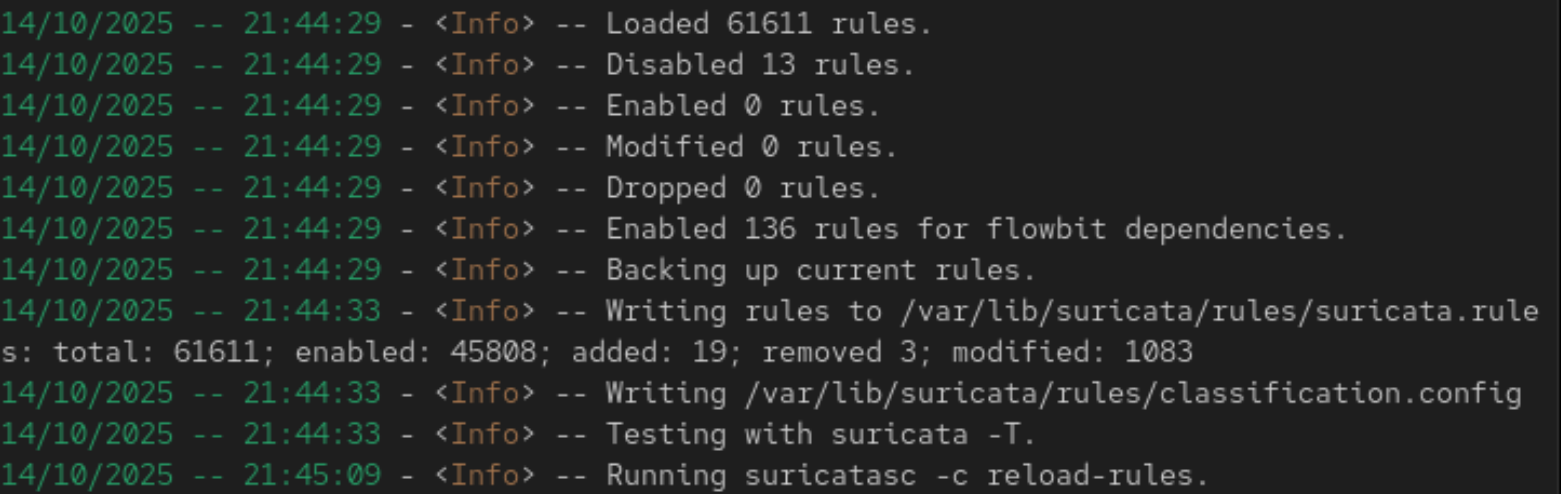 14/10/2025 -- 21:44:29 - <Info> -- Loaded 61611 rules.
14/10/2025 -- 21:44:29 - <Info> -- Disabled 13 rules.
14/10/2025 -- 21:44:29 - <Info> -- Enabled 0 rules.
14/10/2025 -- 21:44:29 - <Info> -- Modified 0 rules.
14/10/2025 -- 21:44:29 - <Info> -- Dropped 0 rules.
14/10/2025 -- 21:44:29 - <Info> -- Enabled 136 rules for flowbit dependencies.
14/10/2025 -- 21:44:29 - <Info> -- Backing up current rules.
14/10/2025 -- 21:44:33 - <Info> -- Writing rules to /var/lib/suricata/rules/suricata.rule
s: total: 61611; enabled: 45808; added: 19; removed 3; modified: 1083
14/10/2025 -- 21:44:33 - <Info> -- Writing /var/lib/suricata/rules/classification.config
14/10/2025 -- 21:44:33 - <Info> -- Testing with suricata -T.
14/10/2025 -- 21:45:09 - <Info> -- Running suricatasc -c reload-rules.